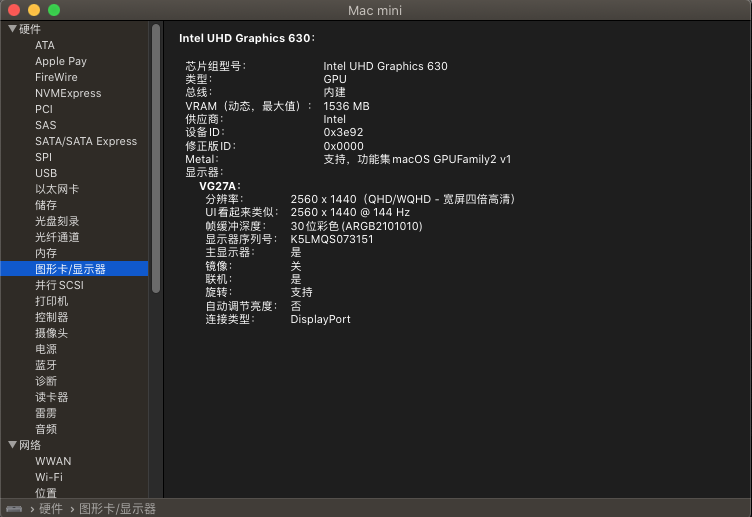 Mac mini
硬件
ATA
Apple Pay
FireWire
NVMExpress
PCI
SAS
SATA/SATA Express
SPI
USB
以太网卡
储存
光盘刻录
光纤通道
内存
图形卡/显示器
并行SCSI
打印机
控制器
摄像头
电源
蓝牙
诊断
读卡器
雷雳
音频
网络
WWAN
Wi-Fi
位置
Intel UHD Graphics 630：
芯片组型号： Intel UHD Graphics 630
类型： GPU
总线： 内建
VRAM（动态，最大值）： 1536 MB
供应商： Intel
设备ID： 0x3e92
修正版ID： 0x0000
Metal： 支持，功能集macOS GPUFamily2 v1
显示器：
VG27A：
分辨率： 2560 x 1440（QHD/WQHD - 宽屏四倍高清）
UI看起来类似： 2560 x 1440 @ 144 Hz
帧缓冲深度： 30位彩色 (ARGB2101010)
显示器序列号： K5LMQS073151
主显示器： 是
镜像： 关
联机： 是
旋转： 支持
自动调节亮度： 否
连接类型： DisplayPort
› 硬件 › 图形卡/显示器